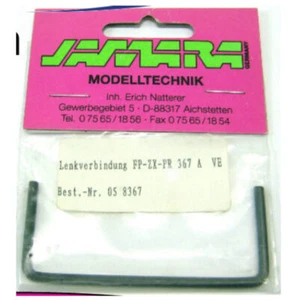 JAMARA
GERMANY
MODELLTECHNIK
Inh. Erich Natterer
Gewerbegebiet 5 - D-88317 Aichstetten
Tel. 0 75 65 / 18 56 - Fax 0 75 65 / 18 54
Lenkverbindung FP-ZX-FR 367 A VE
Best.-Nr. 05 8367